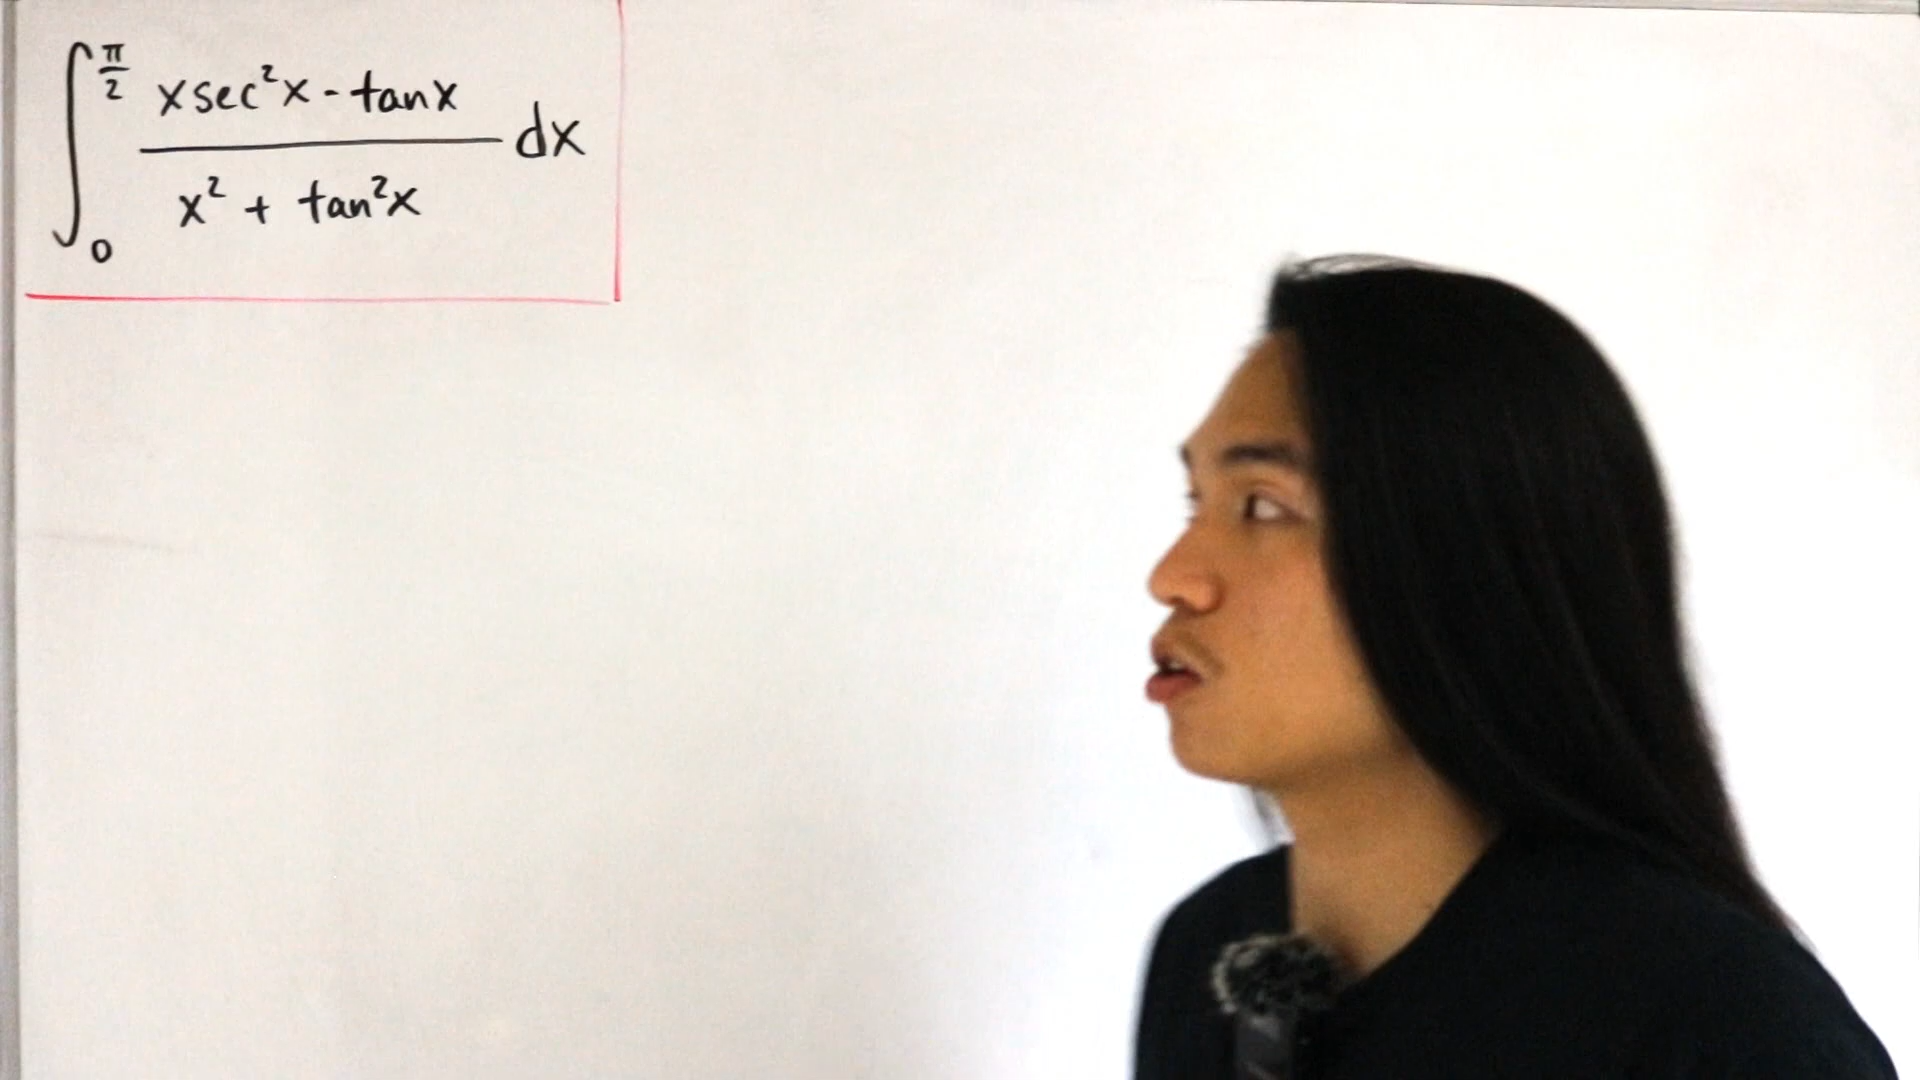 ∫₀^{π/2} (x sec²x - tan x) / (x² + tan²x) dx